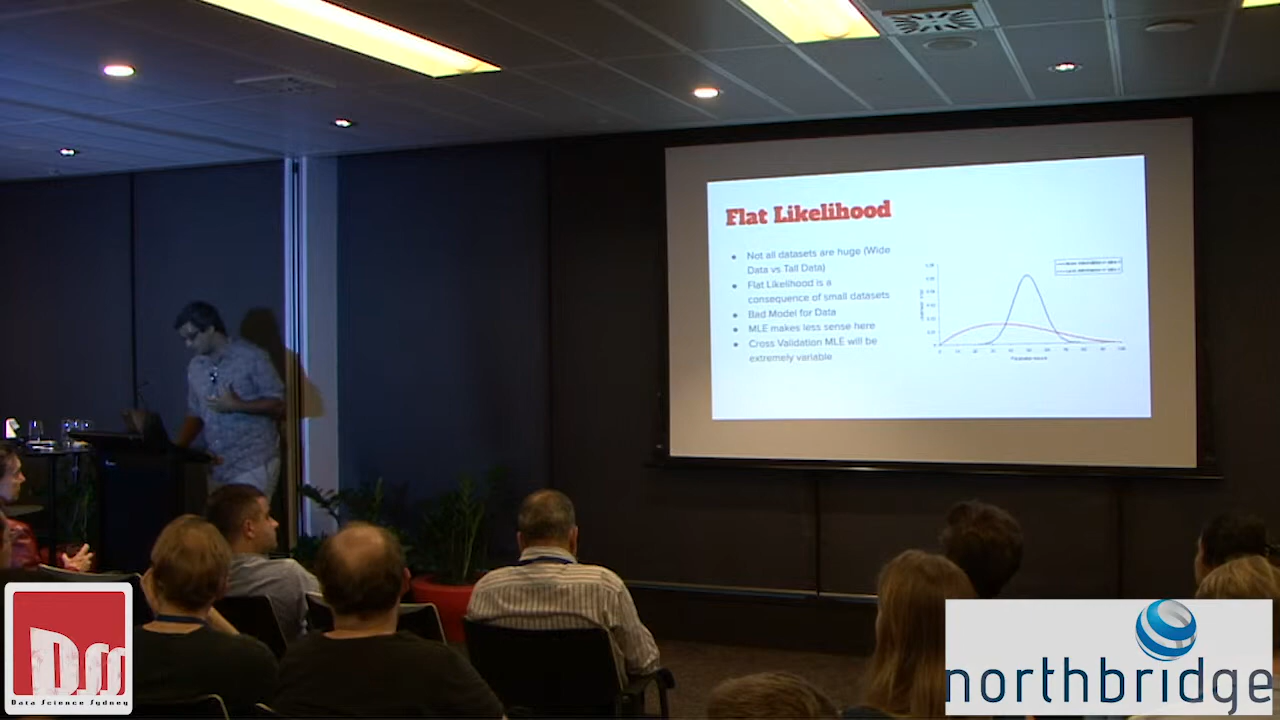 Flat Likelihood
Not all datasets are huge (Wide
Data vs Tall Data)
Flat Likelihood is a
consequence of small datasets
Bad Model for Data
MLE makes less sense here
Cross Validation MLE will be
extremely variable
Data Science Sydney
northbridge